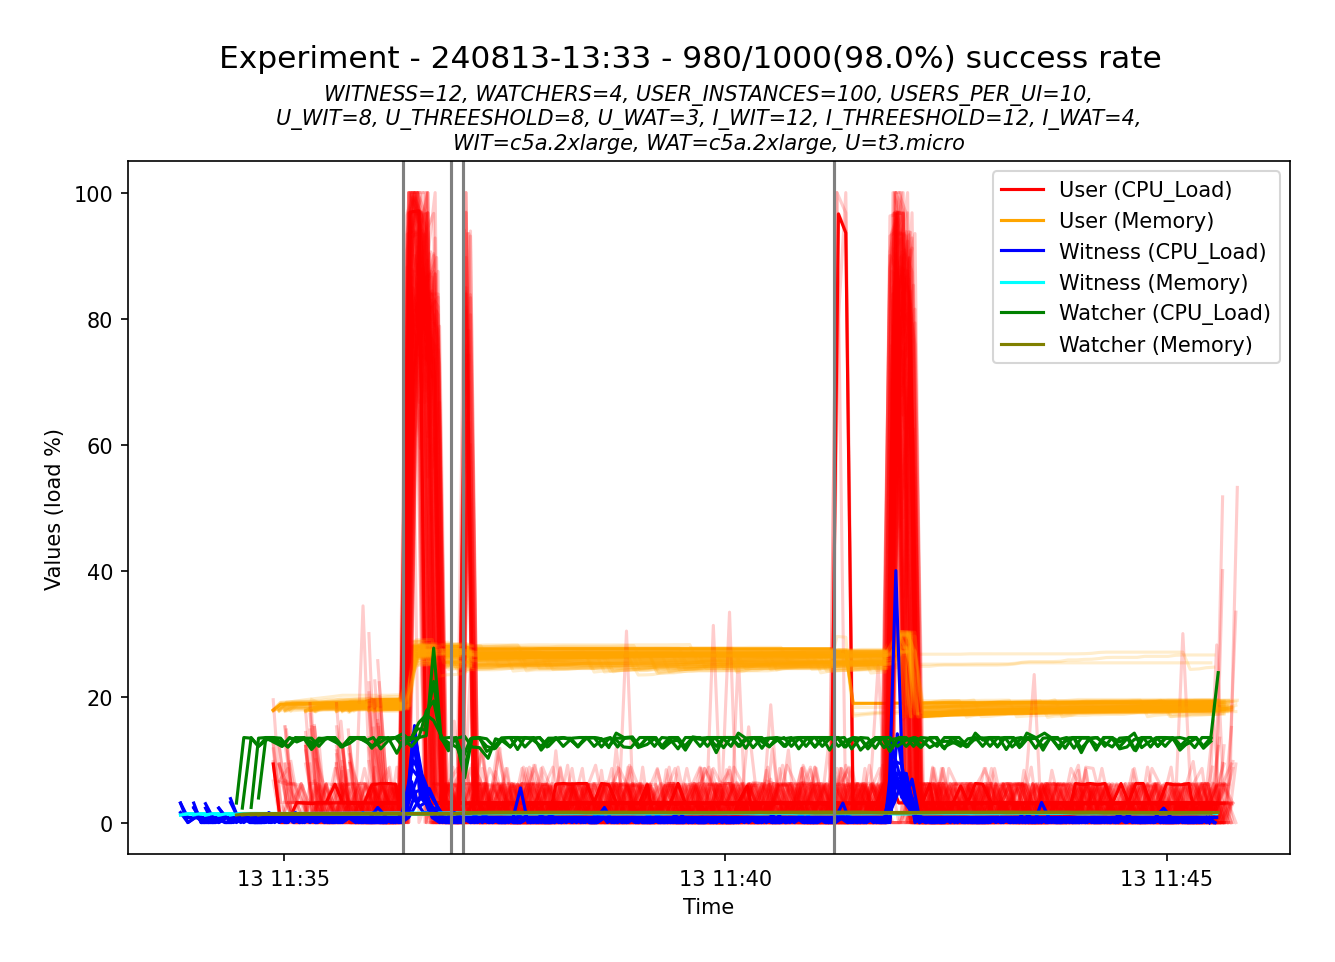 Experiment - 240813-13:33 - 980/1000(98.0%) success rate
WITNESS=12, WATCHERS=4, USER_INSTANCES=100, USERS_PER_UI=10,
U_WIT=8, U_THREESHOLD=8, U_WAT=3, I_WIT=12, I_THREESHOLD=12, I_WAT=4,
WIT=c5a.2xlarge, WAT=c5a.2xlarge, U=t3.micro
User (CPU_Load)
User (Memory)
Witness (CPU_Load)
Witness (Memory)
Watcher (CPU_Load)
Watcher (Memory)
Values (load %)
100
80
60
40
20
0
13 11:35
13 11:40
13 11:45
Time